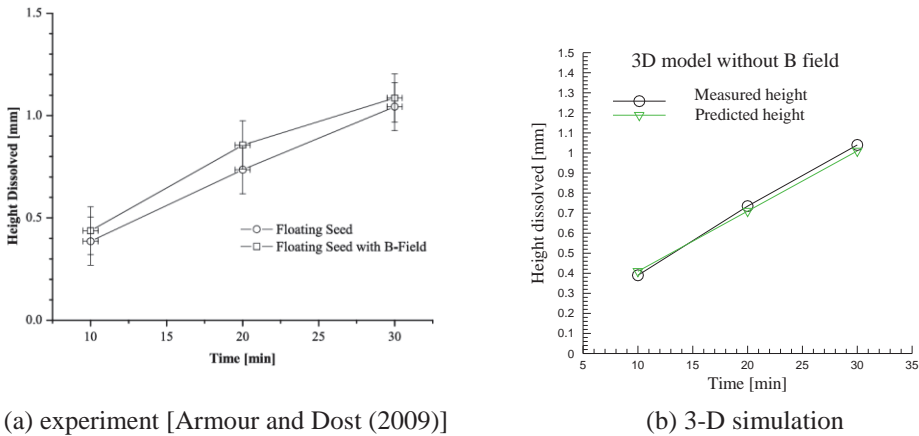 1.5
1.0
0.5
0.0
Height Dissolved [mm]
Floating Seed
Floating Seed with B-Field
10 15 20 25 30
Time [min]
(a) experiment [Armour and Dost (2009)]
3D model without B field
Measured height
Predicted height
1.5
1.4
1.3
1.2
1.1
1
0.9
0.8
0.7
0.6
0.5
0.4
0.3
0.2
0.1
0
Height dissolved [mm]
5 10 15 20 25 30 35
Time [min]
(b) 3-D simulation